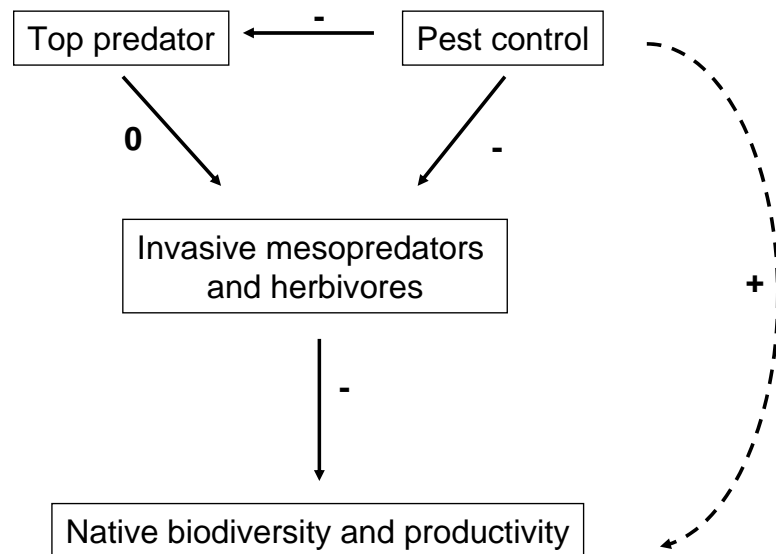 -
Top predator
Pest control
0
-
Invasive mesopredators
and herbivores
+
-
Native biodiversity and productivity